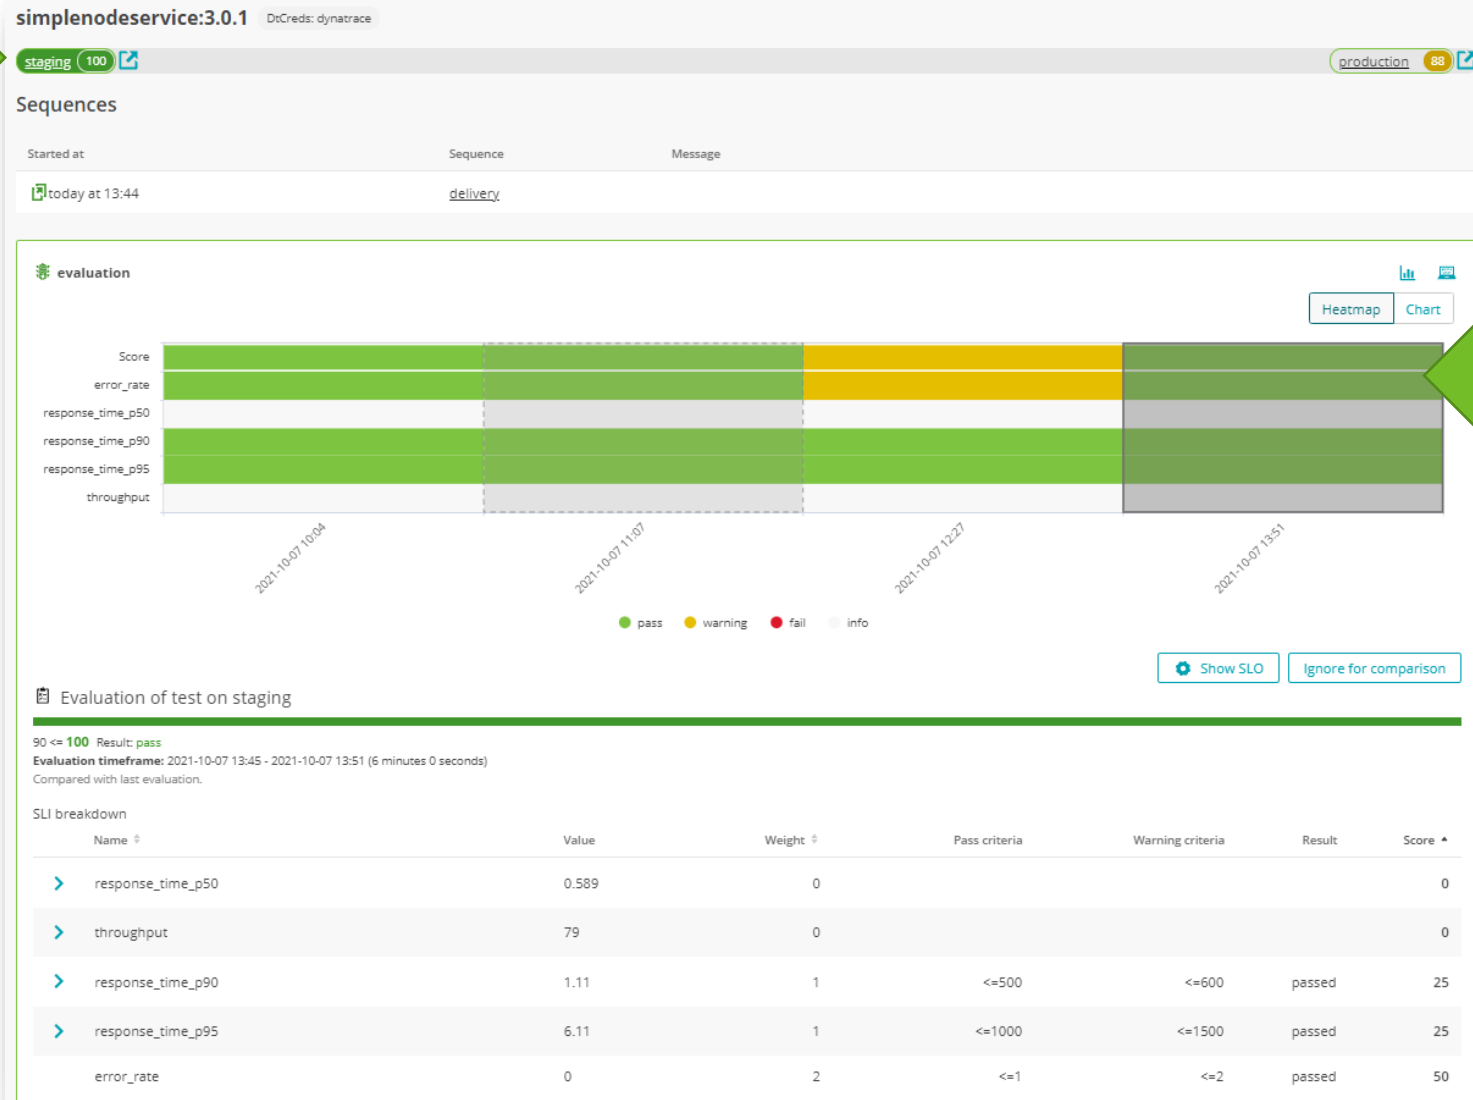 simplenodeservice:3.0.1 DtCreds: dynatrace
staging 100 production 88
Sequences
Started at Sequence Message
today at 13:44 delivery
evaluation
Heatmap Chart
Score
error_rate
response_time_p50
response_time_p90
response_time_p95
throughput
2021-10-07 10:04 2021-10-07 11:07 2021-10-07 12:27 2021-10-07 13:51
pass warning fail info
Show SLO Ignore for comparison
Evaluation of test on staging
90 <= 100 Result: pass
Evaluation timeframe: 2021-10-07 13:45 - 2021-10-07 13:51 (6 minutes 0 seconds)
Compared with last evaluation.
SLI breakdown
Name Value Weight Pass criteria Warning criteria Result Score
response_time_p50 0.589 0 0
throughput 79 0 0
response_time_p90 1.11 1 <=500 <=600 passed 25
response_time_p95 6.11 1 <=1000 <=1500 passed 25
error_rate 0 2 <=1 <=2 passed 50